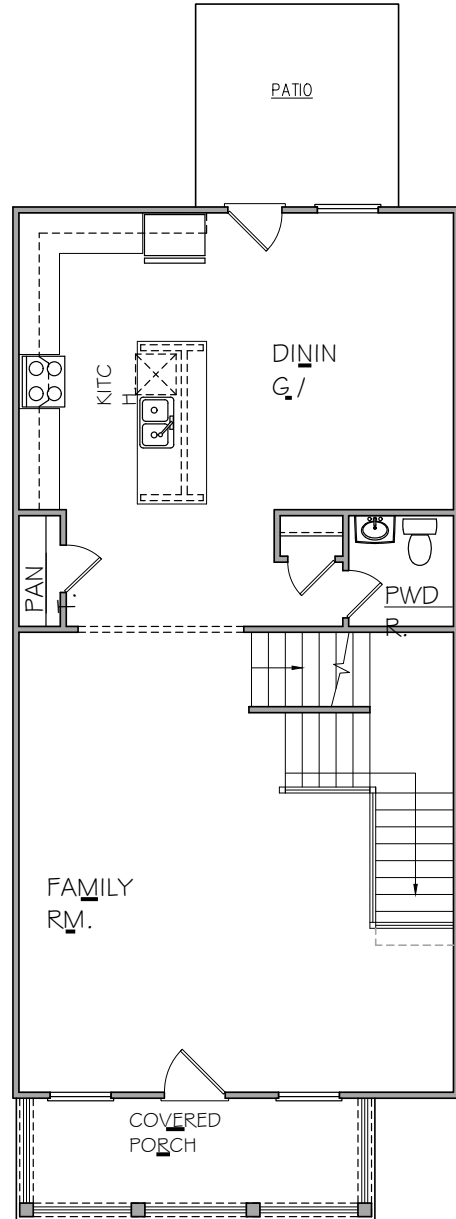 PATIO
DININ
G /
KITC
H
PAN
T.
PWD
R.
FAMILY
RM.
COVERED
PORCH